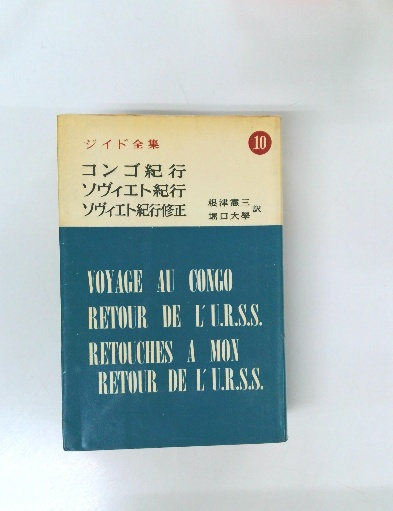 ジイド全集
10
コンゴ紀行
ソヴィエト紀行
ソヴィエト紀行修正
根津憲三
堀口大學
訳
VOYAGE AU CONGO
RETOUR DE L'U.R.S.S.
RETOUCHES A MON
RETOUR DE L'U.R.S.S.